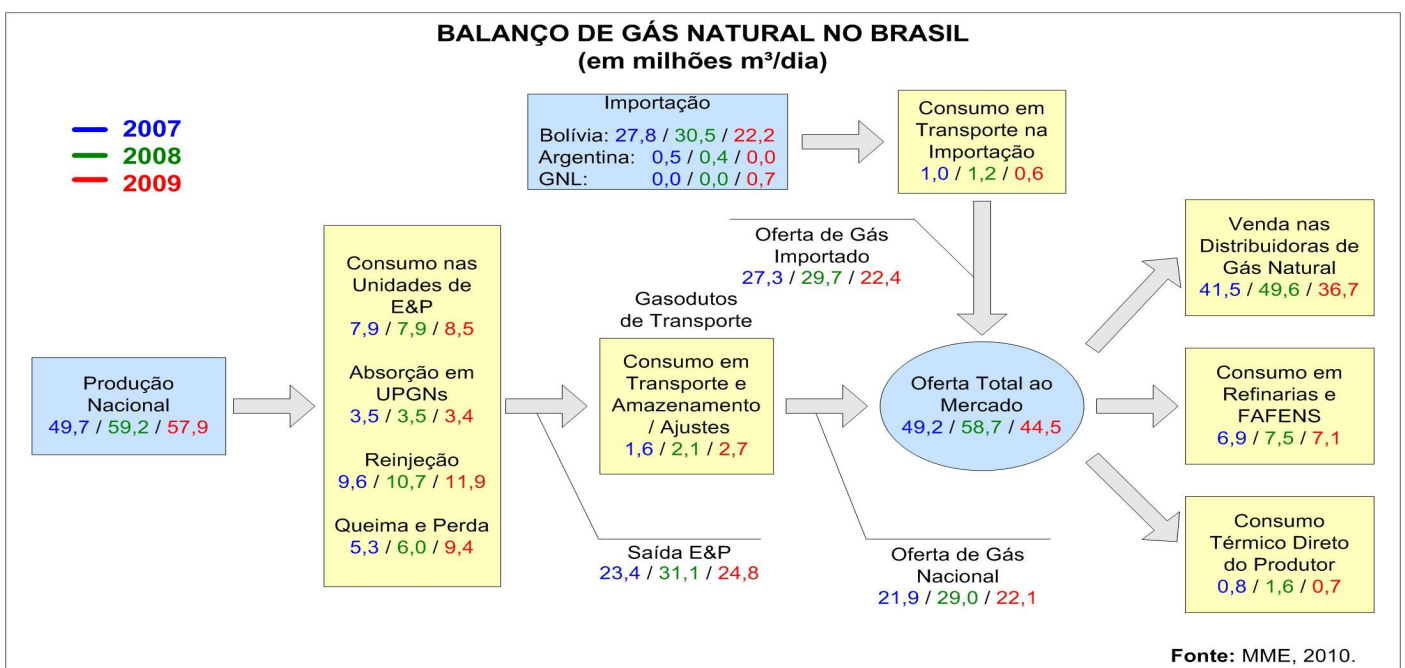 BALANÇO DE GÁS NATURAL NO BRASIL
(em milhões m³/dia)
2007
2008
2009
Importação
Bolívia: 27,8 / 30,5 / 22,2
Argentina: 0,5 / 0,4 / 0,0
GNL: 0,0 / 0,0 / 0,7
Consumo em
Transporte na
Importação
1,0 / 1,2 / 0,6
Oferta de Gás
Importado
27,3 / 29,7 / 22,4
Produção
Nacional
49,7 / 59,2 / 57,9
Consumo nas
Unidades de
E&P
7,9 / 7,9 / 8,5
Absorção em
UPGNs
3,5 / 3,5 / 3,4
Reinjeção
9,6 / 10,7 / 11,9
Queima e Perda
5,3 / 6,0 / 9,4
Saída E&P
23,4 / 31,1 / 24,8
Gasodutos
de Transporte
Consumo em
Transporte e
Amazenamento
/ Ajustes
1,6 / 2,1 / 2,7
Oferta de Gás
Nacional
21,9 / 29,0 / 22,1
Oferta Total ao
Mercado
49,2 / 58,7 / 44,5
Venda nas
Distribuidoras de
Gás Natural
41,5 / 49,6 / 36,7
Consumo em
Refinarias e
FAFENS
6,9 / 7,5 / 7,1
Consumo
Térmico Direto
do Produtor
0,8 / 1,6 / 0,7
Fonte: MME, 2010.